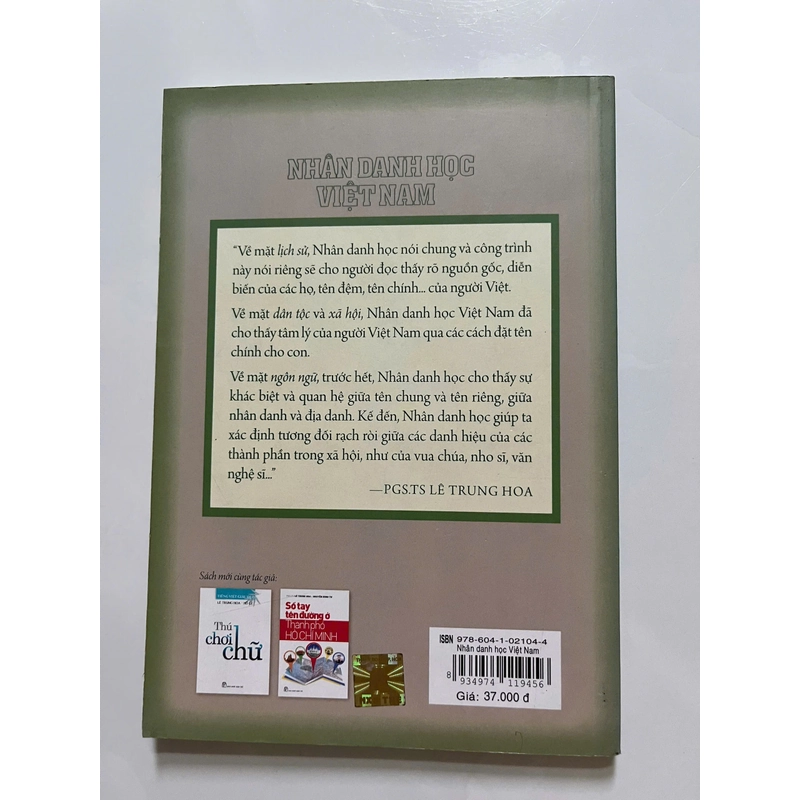 NHÂN DANH HỌC
VIỆT NAM
“Về mặt lịch sử, Nhân danh học nói chung và công trình
này nói riêng sẽ cho người đọc thấy rõ nguồn gốc, diễn
biến của các họ, tên đệm, tên chính... của người Việt.
Về mặt dân tộc và xã hội, Nhân danh học Việt Nam đã
cho thấy tâm lý của người Việt Nam qua các cách đặt tên
chính cho con.
Về mặt ngôn ngữ, trước hết, Nhân danh học cho thấy sự
khác biệt và quan hệ giữa tên chung và tên riêng, giữa
nhân danh và địa danh. Kế đến, Nhân danh học giúp ta
xác định tương đối rạch ròi giữa các danh hiệu của các
thành phần trong xã hội, như của vua chúa, nho sĩ, văn
nghệ sĩ...”
—PGS.TS LÊ TRUNG HOA
Sách mới cùng tác giả:
Thú
chơi
chữ
Sổ tay
tên đường ở
Thành phố
HỒ CHÍ MINH
ISBN 978-604-1-02104-4
Nhân danh học Việt Nam
8 934974 119456
Giá: 37.000 đ